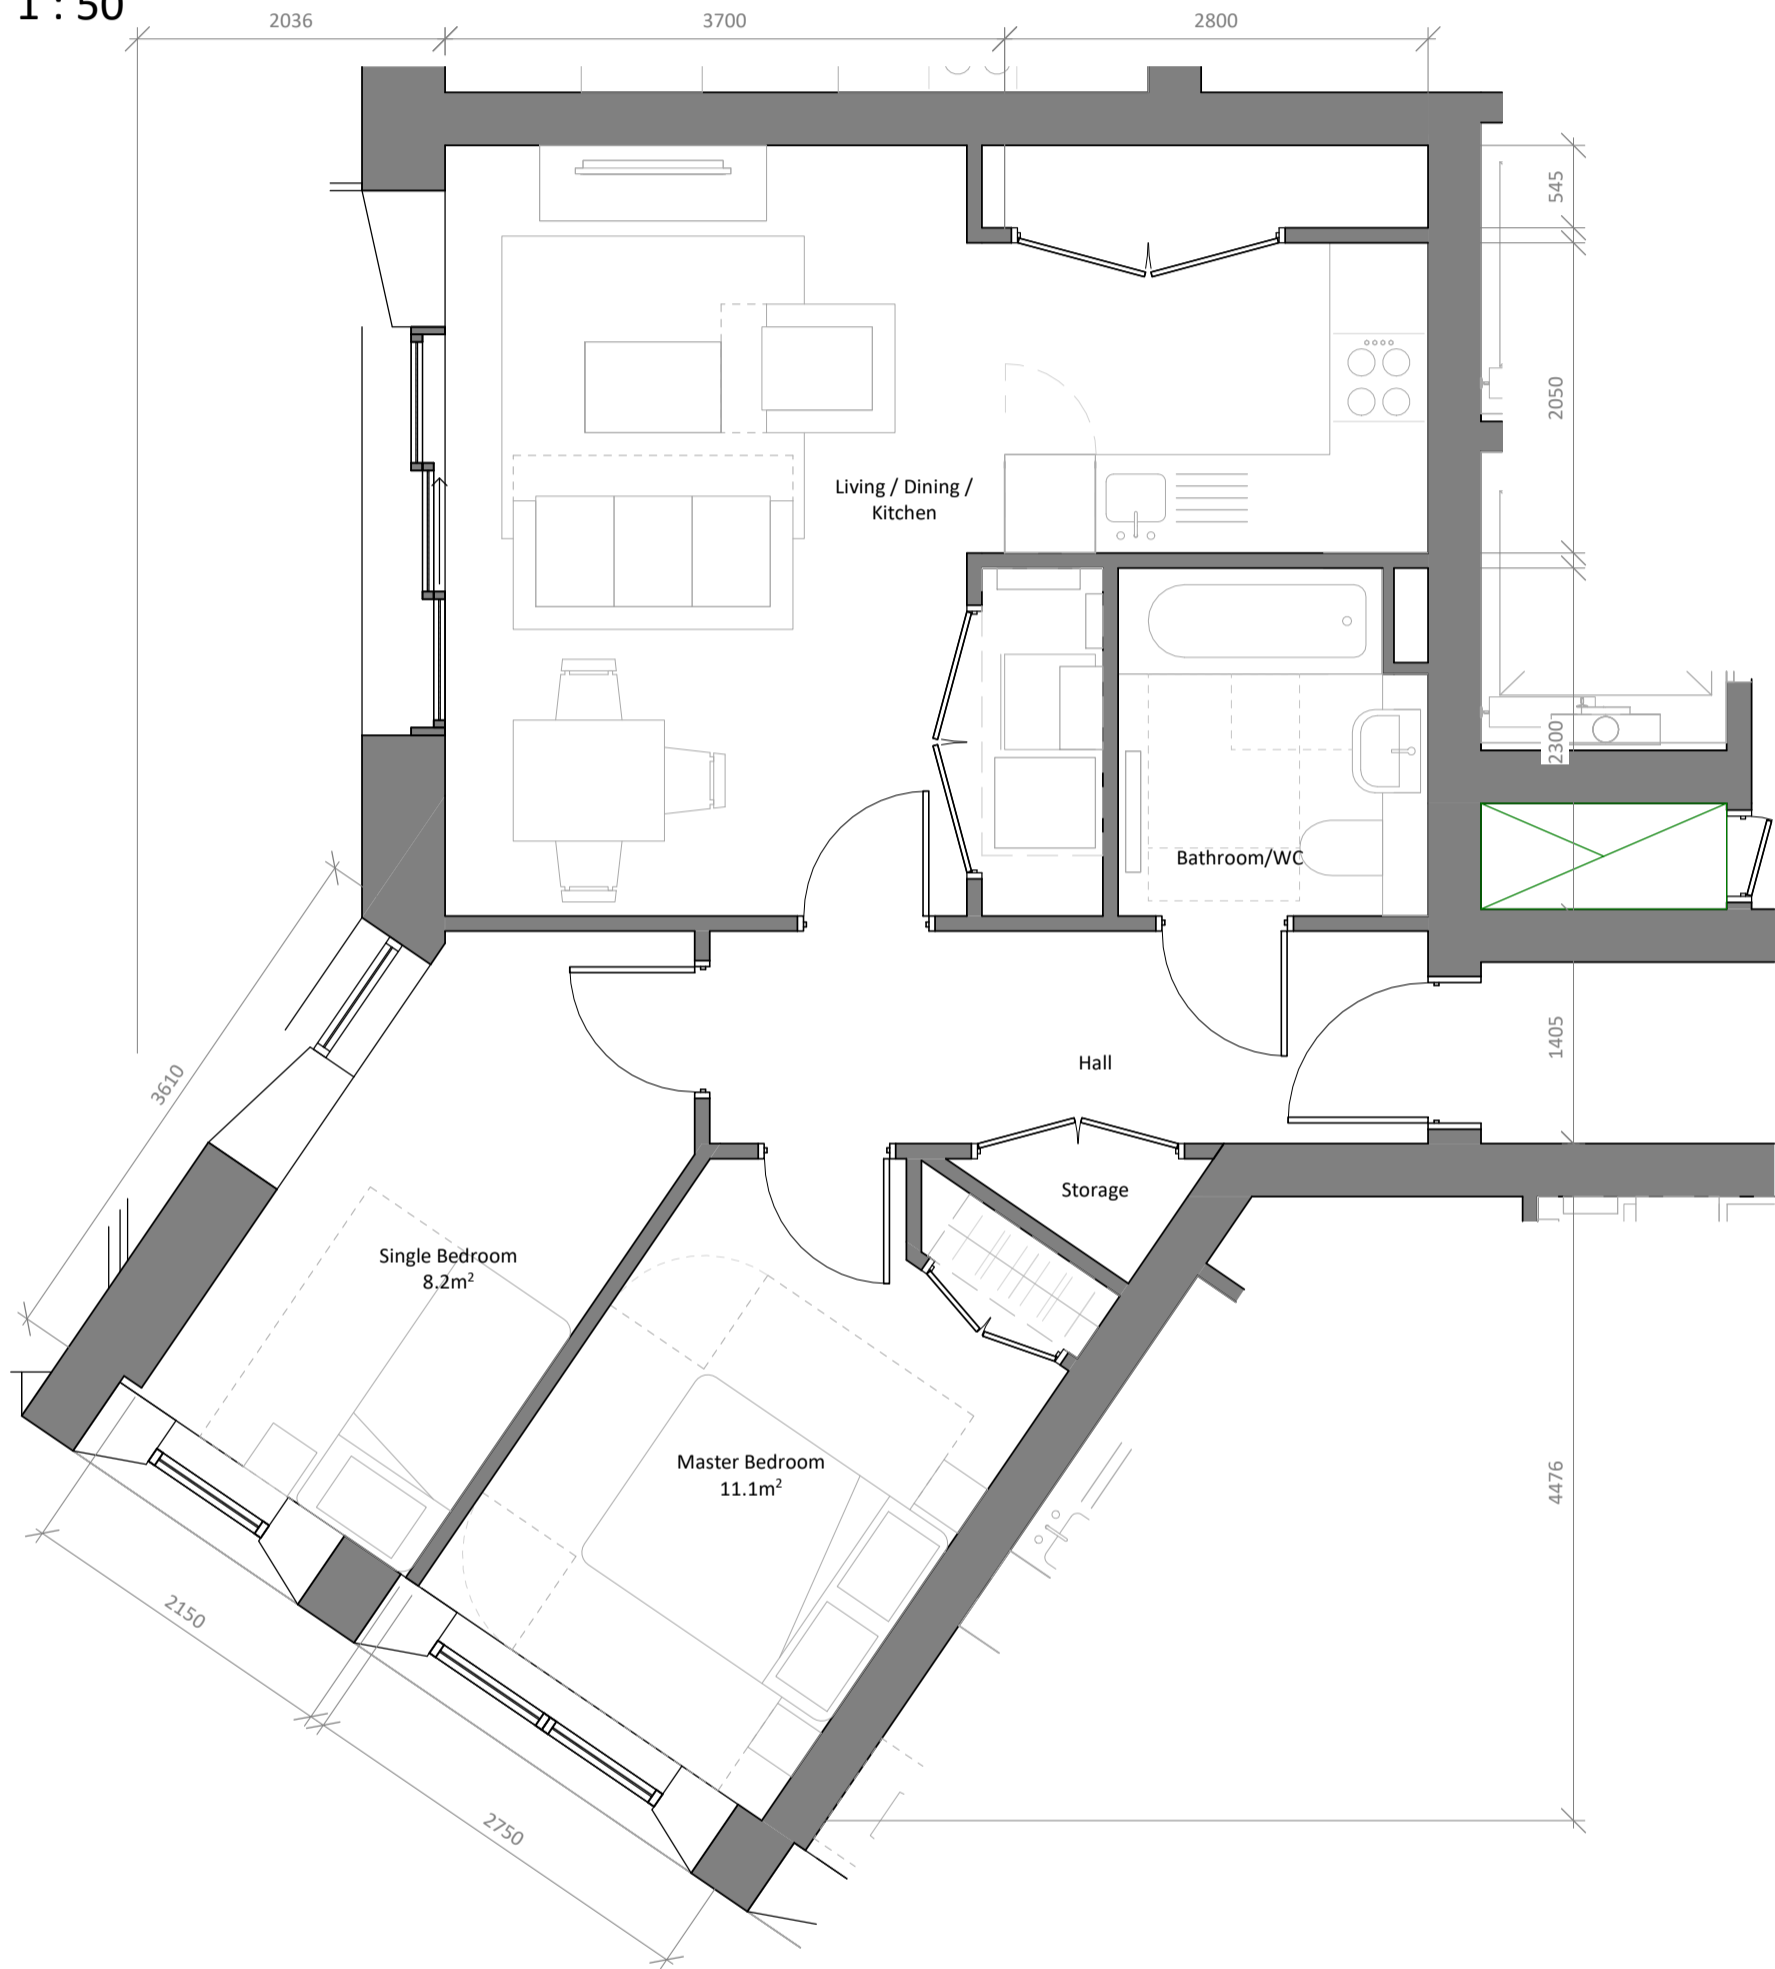 1 : 50
2036
3700
2800
545
2050
Living / Dining /
Kitchen
2300
Bathroom/WC
1405
Hall
3610
Storage
Single Bedroom
8.2m²
Master Bedroom
11.1m²
4476
2150
2750